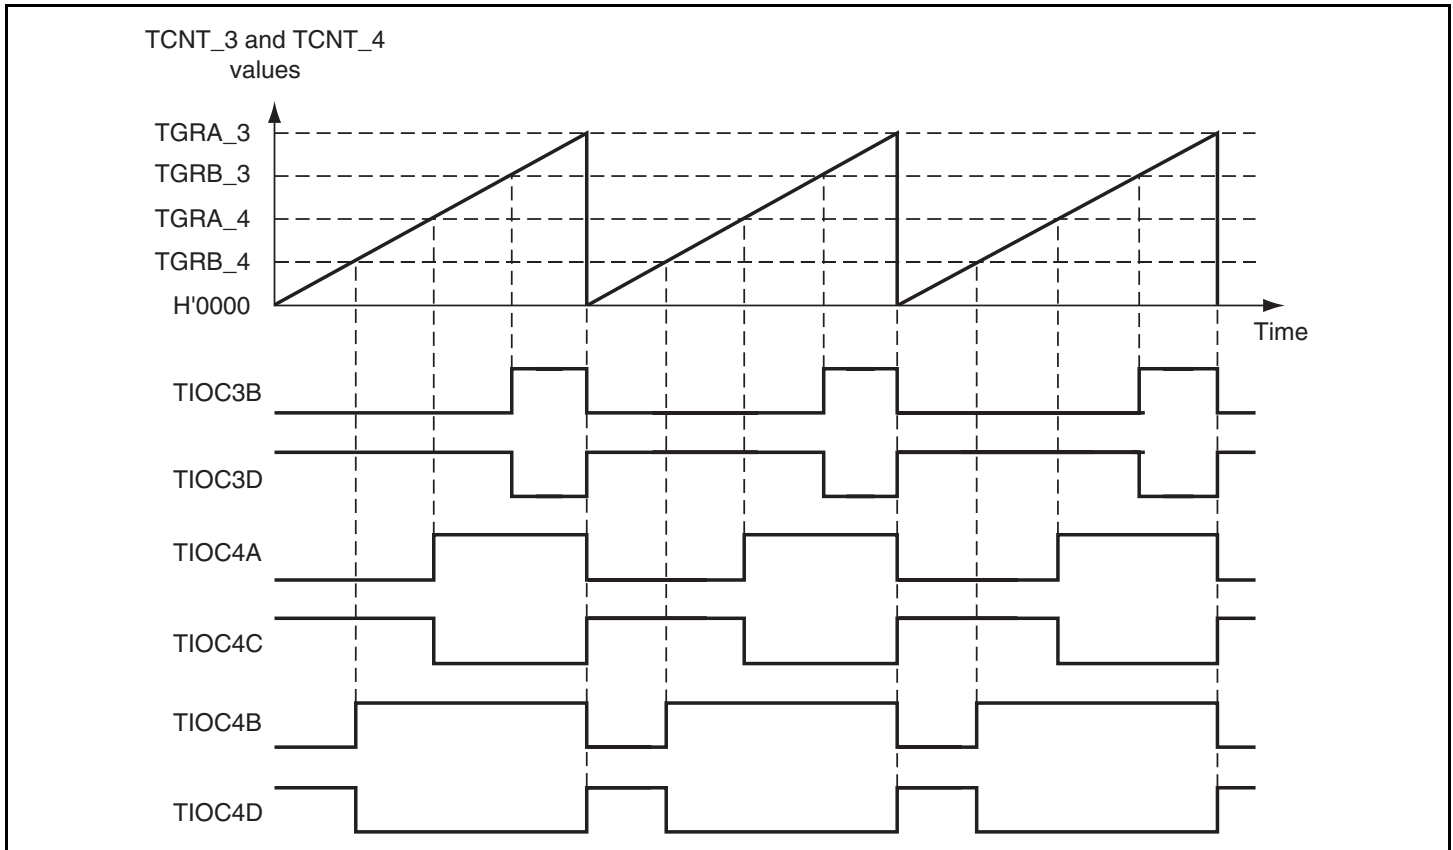 TCNT_3 and TCNT_4
values
TGRA_3
TGRB_3
TGRA_4
TGRB_4
H'0000
Time
TIOC3B
TIOC3D
TIOC4A
TIOC4C
TIOC4B
TIOC4D